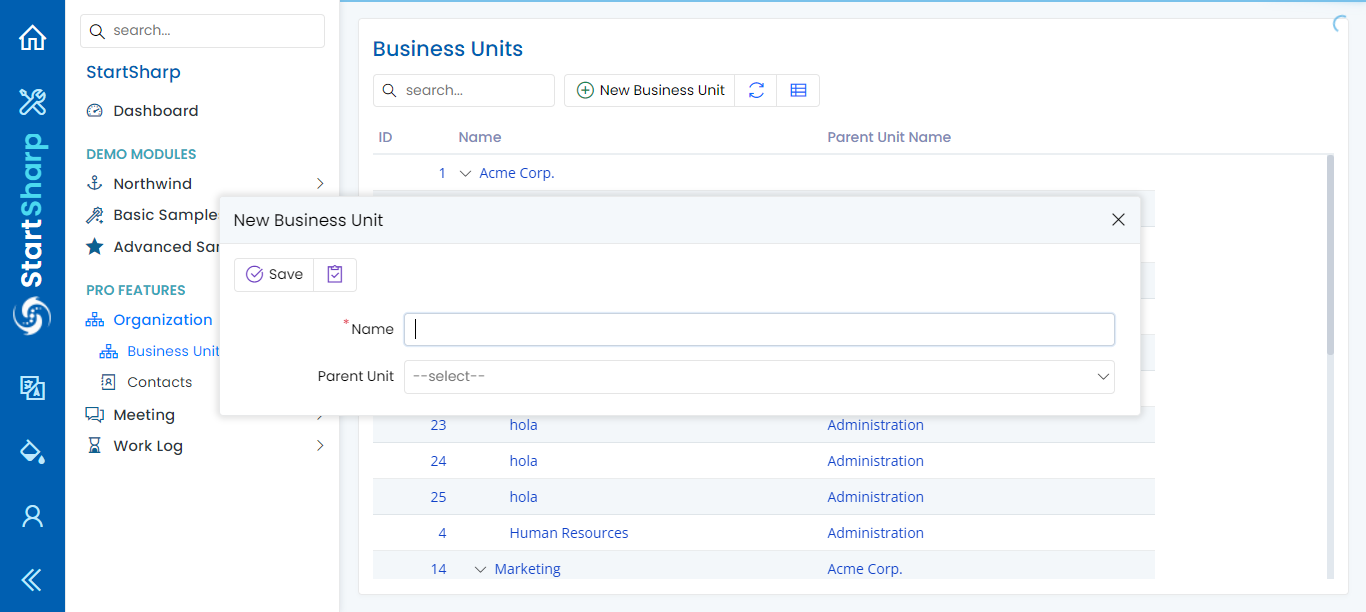 search...
StartSharp
Dashboard
DEMO MODULES
Northwind
Basic Sample
Advanced Sa
PRO FEATURES
Organization
Business Unit
Contacts
Meeting
Work Log
StartSharp
Business Units
search...
New Business Unit
ID Name Parent Unit Name
1 Acme Corp.
New Business Unit
Save
*Name
Parent Unit --select--
23 hola Administration
24 hola Administration
25 hola Administration
4 Human Resources Administration
14 Marketing Acme Corp.